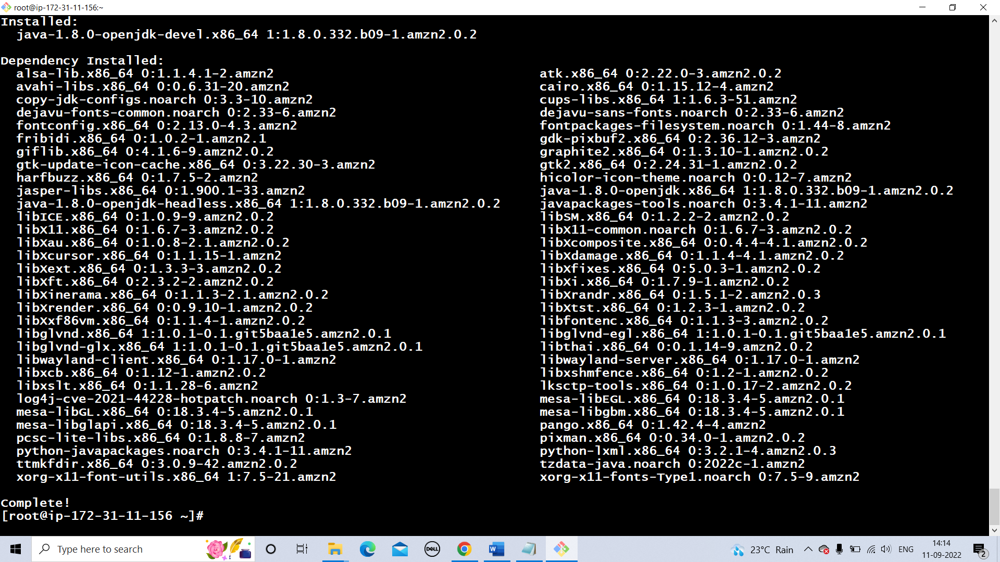 root@ip-172-31-11-156:~
Installed:
java-1.8.0-openjdk-devel.x86_64 1:1.8.0.332.b09-1.amzn2.0.2
Dependency Installed:
alsa-lib.x86_64 0:1.1.4.1-2.amzn2 atk.x86_64 0:2.22.0-3.amzn2.0.2
avahi-libs.x86_64 0:0.6.31-20.amzn2 cairo.x86_64 0:1.15.12-4.amzn2
copy-jdk-configs.noarch 0:3.3-10.amzn2 cups-libs.x86_64 1:1.6.3-51.amzn2
dejavu-fonts-common.noarch 0:2.33-6.amzn2 dejavu-sans-fonts.noarch 0:2.33-6.amzn2
fontconfig.x86_64 0:2.13.0-4.3.amzn2 fontpackages-filesystem.noarch 0:1.44-8.amzn2
fribidi.x86_64 0:1.0.2-1.amzn2.1 gdk-pixbuf2.x86_64 0:2.36.12-3.amzn2
giflib.x86_64 0:4.1.6-9.amzn2.0.2 graphite2.x86_64 0:1.3.10-1.amzn2.0.2
gtk-update-icon-cache.x86_64 0:3.22.30-3.amzn2 gtk2.x86_64 0:2.24.31-1.amzn2.0.2
harfbuzz.x86_64 0:1.7.5-2.amzn2 hicolor-icon-theme.noarch 0:0.12-7.amzn2
jasper-libs.x86_64 0:1.900.1-33.amzn2 java-1.8.0-openjdk.x86_64 1:1.8.0.332.b09-1.amzn2.0.2
java-1.8.0-openjdk-headless.x86_64 1:1.8.0.332.b09-1.amzn2.0.2 javapackages-tools.noarch 0:3.4.1-11.amzn2
libICE.x86_64 0:1.0.9-9.amzn2.0.2 libSM.x86_64 0:1.2.2-2.amzn2.0.2
libX11.x86_64 0:1.6.7-3.amzn2.0.2 libX11-common.noarch 0:1.6.7-3.amzn2.0.2
libXau.x86_64 0:1.0.8-2.1.amzn2.0.2 libXcomposite.x86_64 0:0.4.4-4.1.amzn2.0.2
libXcursor.x86_64 0:1.1.15-1.amzn2 libXdamage.x86_64 0:1.1.4-4.1.amzn2.0.2
libXext.x86_64 0:1.3.3-3.amzn2.0.2 libXfixes.x86_64 0:5.0.3-1.amzn2.0.2
libXft.x86_64 0:2.3.2-2.amzn2.0.2 libXi.x86_64 0:1.7.9-1.amzn2.0.2
libXinerama.x86_64 0:1.1.3-2.1.amzn2.0.2 libXrandr.x86_64 0:1.5.1-2.amzn2.0.3
libXrender.x86_64 0:0.9.10-1.amzn2.0.2 libXtst.x86_64 0:1.2.3-1.amzn2.0.2
libXxf86vm.x86_64 0:1.1.4-1.amzn2.0.2 libfontenc.x86_64 0:1.1.3-3.amzn2.0.2
libglvnd.x86_64 1:1.0.1-0.1.git5baa1e5.amzn2.0.1 libglvnd-egl.x86_64 1:1.0.1-0.1.git5baa1e5.amzn2.0.1
libglvnd-glx.x86_64 1:1.0.1-0.1.git5baa1e5.amzn2.0.1 libthai.x86_64 0:0.1.14-9.amzn2.0.2
libwayland-client.x86_64 0:1.17.0-1.amzn2 libwayland-server.x86_64 0:1.17.0-1.amzn2
libxcb.x86_64 0:1.12-1.amzn2.0.2 libxshmfence.x86_64 0:1.2-1.amzn2.0.2
libxslt.x86_64 0:1.1.28-6.amzn2 lksctp-tools.x86_64 0:1.0.17-2.amzn2.0.2
log4j-cve-2021-44228-hotpatch.noarch 0:1.3-7.amzn2 mesa-libEGL.x86_64 0:18.3.4-5.amzn2.0.1
mesa-libGL.x86_64 0:18.3.4-5.amzn2.0.1 mesa-libgbm.x86_64 0:18.3.4-5.amzn2.0.1
mesa-libglapi.x86_64 0:18.3.4-5.amzn2.0.1 pango.x86_64 0:1.42.4-4.amzn2
pcsc-lite-libs.x86_64 0:1.8.8-7.amzn2 pixman.x86_64 0:0.34.0-1.amzn2.0.2
python-javapackages.noarch 0:3.4.1-11.amzn2 python-lxml.x86_64 0:3.2.1-4.amzn2.0.3
ttmkfdir.x86_64 0:3.0.9-42.amzn2.0.2 tzdata-java.noarch 0:2022c-1.amzn2
xorg-x11-font-utils.x86_64 1:7.5-21.amzn2 xorg-x11-fonts-Type1.noarch 0:7.5-9.amzn2
Complete!
[root@ip-172-31-11-156 ~]#
Type here to search
DELL
W
23°C Rain
ENG
14:14
11-09-2022
2